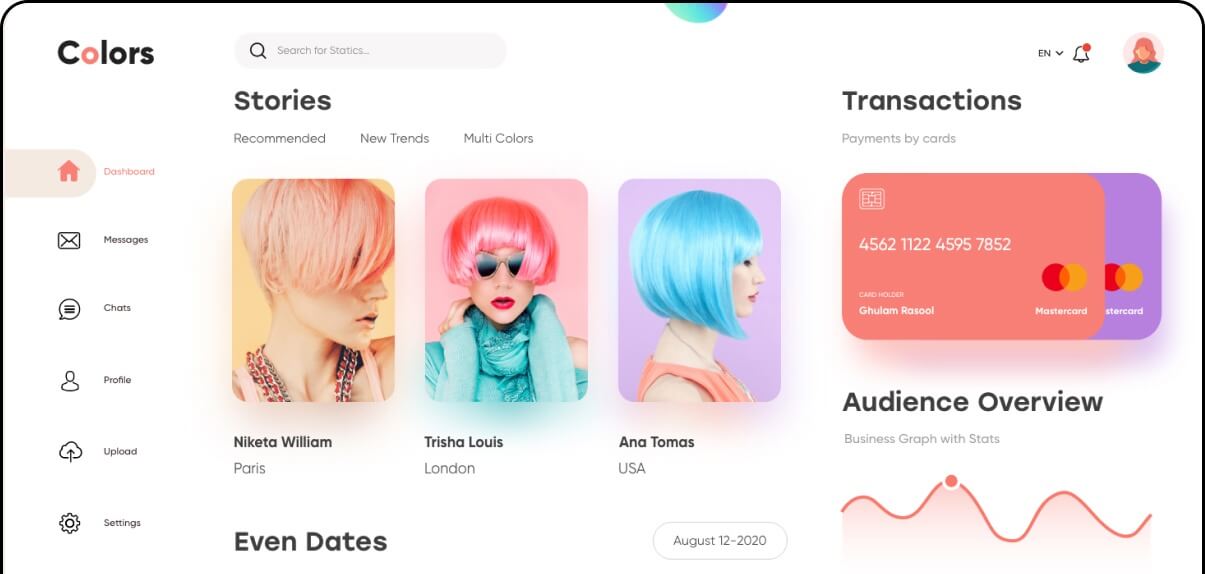 Colors
Search for Statics...
EN
Stories
Recommended New Trends Multi Colors
Transactions
Payments by cards
Dashboard
Messages
Chats
Profile
Upload
Settings
Niketa William
Paris
Trisha Louis
London
Ana Tomas
USA
4562 1122 4595 7852
CARD HOLDER
Ghulam Rasool
Mastercard
stercard
Audience Overview
Business Graph with Stats
Even Dates
August 12-2020